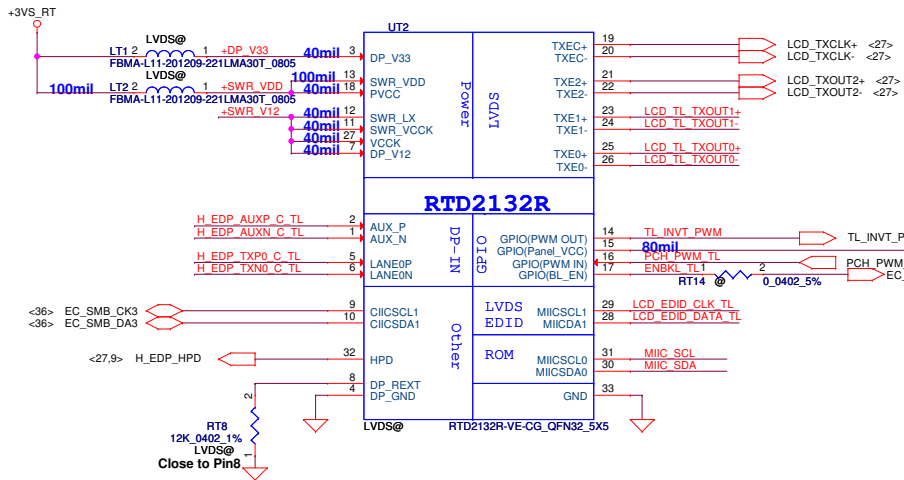 +3VS_RT
UT2
LVDS@
LT1 2 1 +DP_V33 40mil 3 DP_V33
FBMA-L11-201209-221LMA30T_0805
LVDS@
100mil LT2 2 1 +SWR_VDD 100mil 13 SWR_VDD
40mil 18 PVCC
FBMA-L11-201209-221LMA30T_0805
+SWR_V12 12 SWR_LX
40mil 11 SWR_VCCK
40mil 27 VCCK
40mil 7 DP_V12
40mil
Power
LVDS
TXEC+ 19 LCD_TXCLK+ <27>
TXEC- 20 LCD_TXCLK- <27>
TXE2+ 21 LCD_TXOUT2+ <27>
TXE2- 22 LCD_TXOUT2- <27>
TXE1+ 23 LCD_TL_TXOUT1+
TXE1- 24 LCD_TL_TXOUT1-
TXE0+ 25 LCD_TL_TXOUT0+
TXE0- 26 LCD_TL_TXOUT0-
RTD2132R
H_EDP_AUXP_C_TL 2 AUX_P
H_EDP_AUXN_C_TL 1 AUX_N
H_EDP_TXP0_C_TL 5 LANE0P
H_EDP_TXN0_C_TL 6 LANE0N
DP-IN
GPIO
GPIO(PWM OUT) 14 TL_INVT_PWM TL_INVT_P
GPIO(Panel_VCC) 15 80mil
GPIO(PWM IN) 16 PCH_PWM_TL PCH_PWM_
GPIO(BL_EN) 17 ENBKL_TL 1 2 EC_
RT14 @ 0_0402_5%
<36> EC_SMB_CK3 9 CIICSCL1
<36> EC_SMB_DA3 10 CIICSDA1
Other
LVDS
EDID
MIICSCL1 29 LCD_EDID_CLK_TL
MIICDA1 28 LCD_EDID_DATA_TL
<27,9> H_EDP_HPD 32 HPD
ROM
MIICSCL0 31 MIIC_SCL
MIICSDA0 30 MIIC_SDA
8 DP_REXT
4 DP_GND
GND 33
2
RT8
12K_0402_1%
LVDS@
1
Close to Pin8
LVDS@ RTD2132R-VE-CG_QFN32_5X5